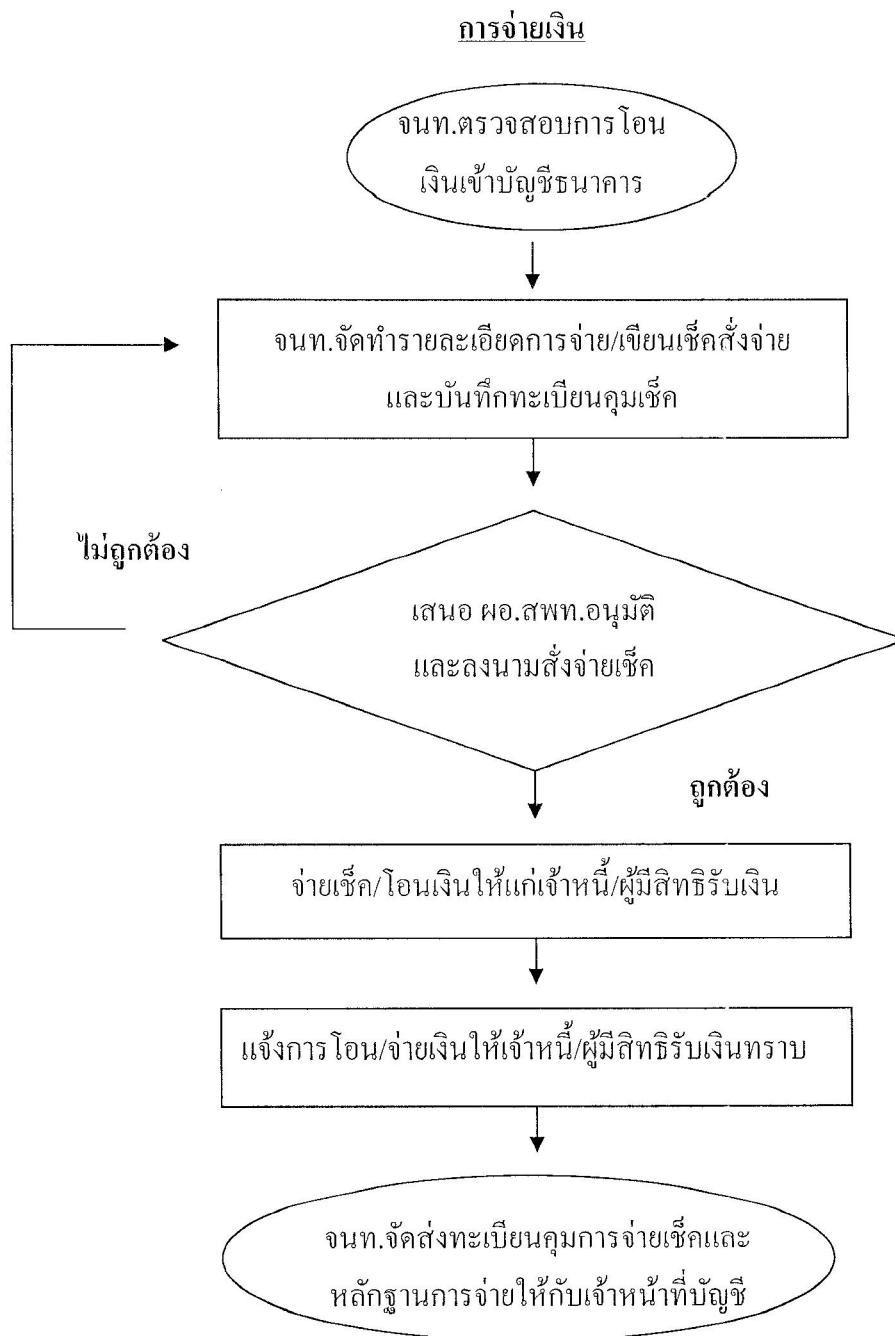 การจ่ายเงิน
จนท.ตรวจสอบการโอน
เงินเข้าบัญชีธนาคาร
จนท.จัดทำรายละเอียดการจ่าย/เขียนเช็คสั่งจ่าย
และบันทึกทะเบียนคุมเช็ค
ไม่ถูกต้อง
เสนอ ผอ.สพท.อนุมัติ
และลงนามสั่งจ่ายเช็ค
ถูกต้อง
จ่ายเช็ค/โอนเงินให้แก่เจ้าหนี้/ผู้มีสิทธิรับเงิน
แจ้งการโอน/จ่ายเงินให้เจ้าหนี้/ผู้มีสิทธิรับเงินทราบ
จนท.จัดส่งทะเบียนคุมการจ่ายเช็คและ
หลักฐานการจ่ายให้กับเจ้าหน้าที่บัญชี